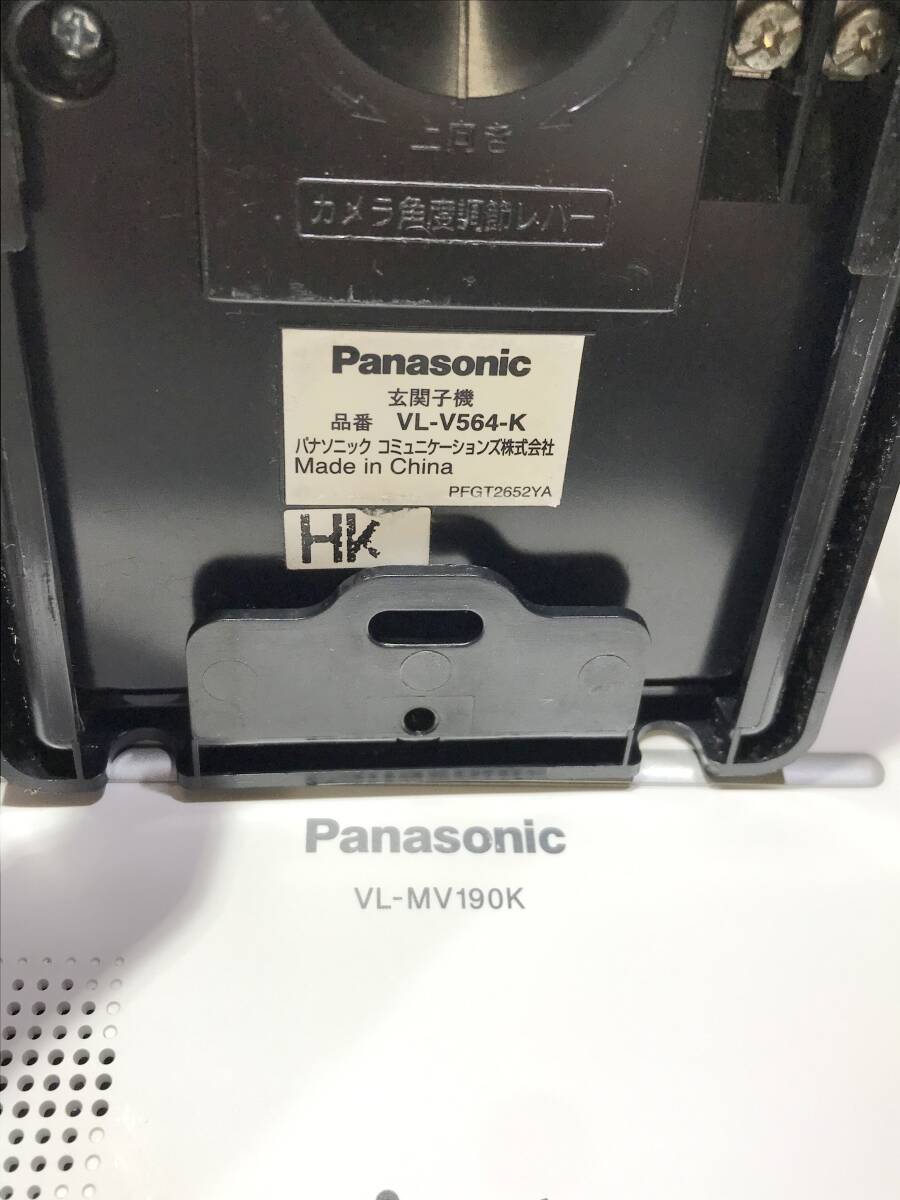 上向き
カメラ角度調節レバー
Panasonic
玄関子機
品番 VL-V564-K
パナソニック コミュニケーションズ株式会社
Made in China
PFGT2652YA
HK
Panasonic
VL-MV190K